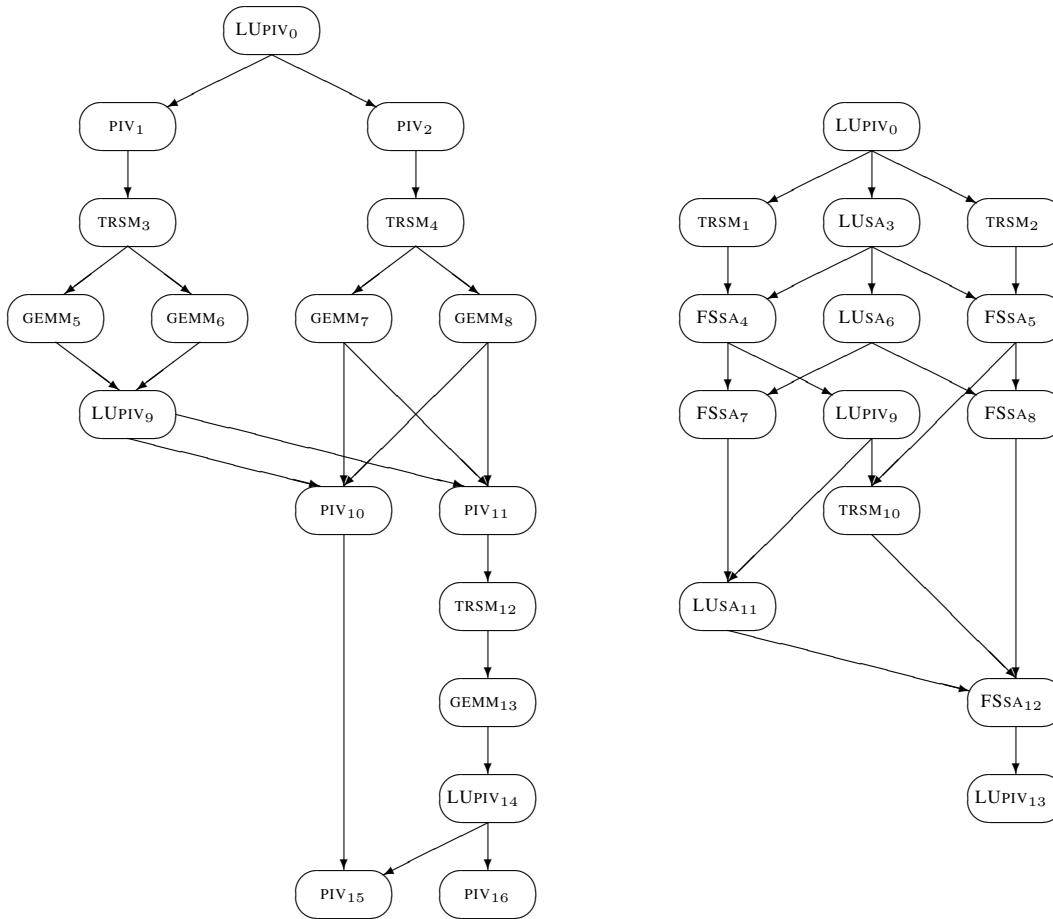 LUPIV₀
PIV₁ PIV₂
TRSM₃ TRSM₄
GEMM₅ GEMM₆ GEMM₇ GEMM₈
LUPIV₉
PIV₁₀ PIV₁₁
TRSM₁₂
GEMM₁₃
LUPIV₁₄
PIV₁₅ PIV₁₆
LUPIV₀
TRSM₁ LUSA₃ TRSM₂
FSSA₄ LUSA₆ FSSA₅
FSSA₇ LUPIV₉ FSSA₈
TRSM₁₀
LUSA₁₁
FSSA₁₂
LUPIV₁₃